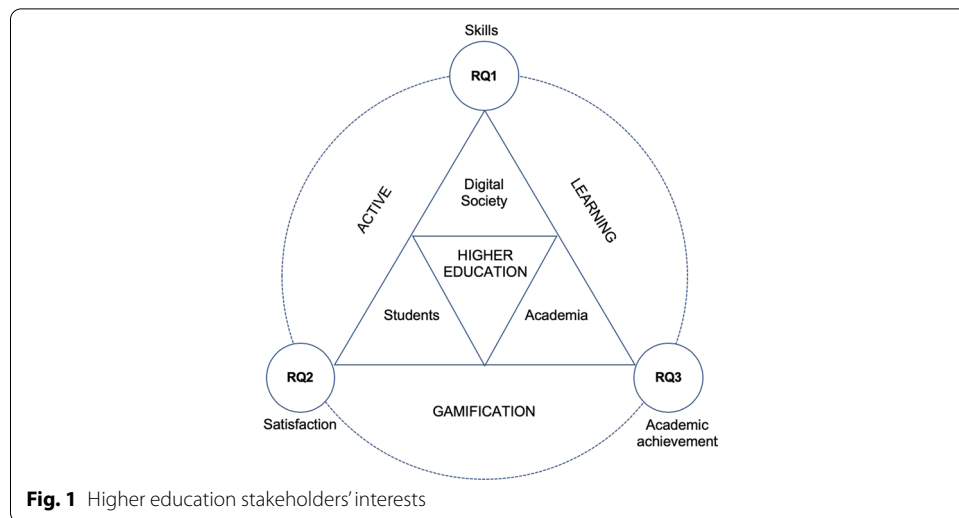 Skills
RQ1
Digital
Society
ACTIVE
LEARNING
HIGHER
EDUCATION
Students
Academia
RQ2
RQ3
Satisfaction
GAMIFICATION
Academic
achievement
Fig. 1 Higher education stakeholders' interests